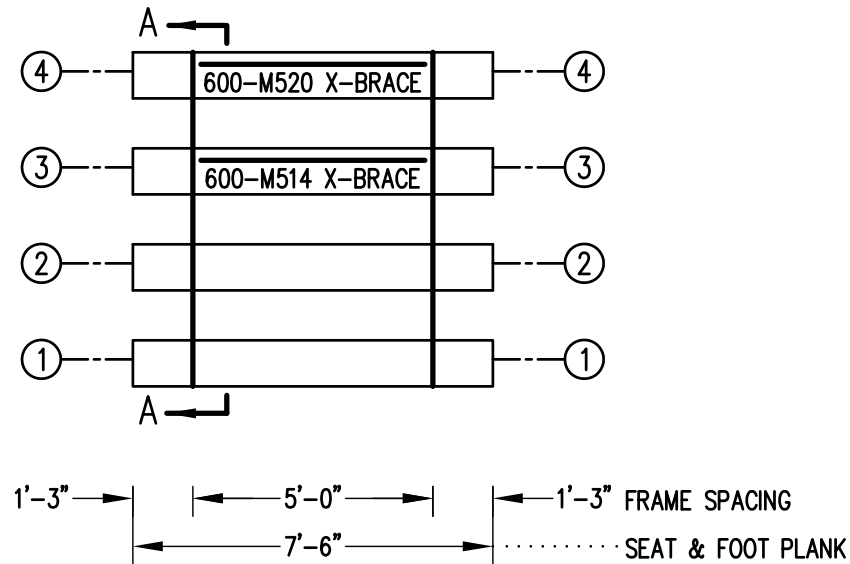 A
4 600-M520 X-BRACE 4
3 600-M514 X-BRACE 3
2 2
1 1
A
1'-3" 5'-0" 1'-3" FRAME SPACING
7'-6" SEAT & FOOT PLANK